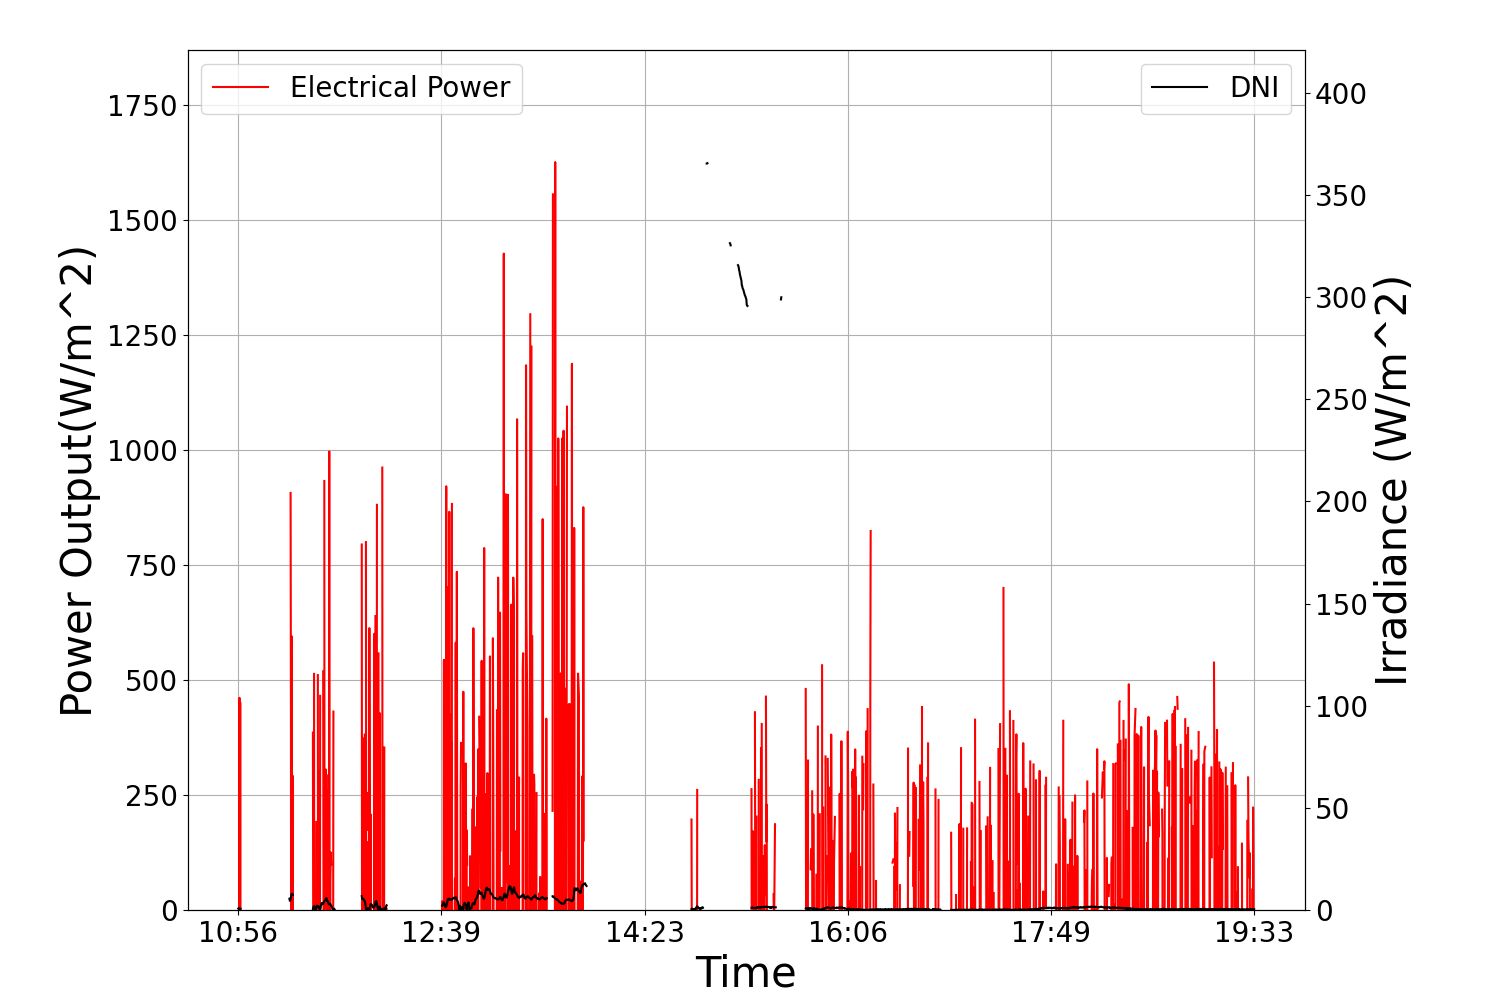 Electrical Power
DNI
1750
1500
1250
1000
750
500
250
0
400
350
300
250
200
150
100
50
0
Power Output(W/m^2)
Irradiance (W/m^2)
10:56 12:39 14:23 16:06 17:49 19:33
Time